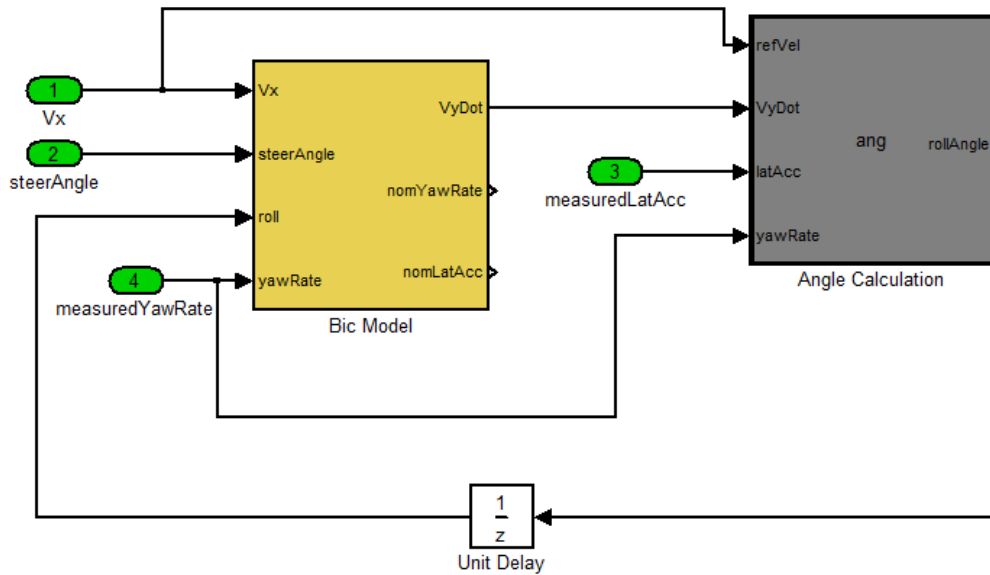 refVel
1
Vx
Vx
VyDot
VyDot
2
steerAngle
steerAngle
ang
rollAngle
nomYawRate
3
latAcc
measuredLatAcc
roll
yawRate
4
yawRate
nomLatAcc
measuredYawRate
Angle Calculation
Bic Model
1
z
Unit Delay